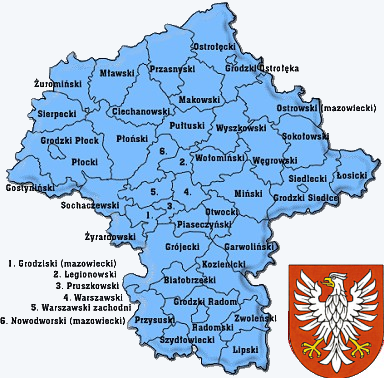 Ostrołęcki
Mławski
Przasnyski
Grodzki Ostrołęka
Żuromiński
Makowski
Ostrowski (mazowiecki)
Sierpecki
Ciechanowski
Pułtuski
Wyszkowski
Sokołowski
Grodzki Płock
Płoński
6.
2.
Wołomiński
Węgrowski
Płocki
Siedlecki
Łosicki
Gostyniński
5.
4.
Miński
Grodzki Siedlce
Sochaczewski
3.
1.
Otwocki
Piaseczyński
Żyrardowski
Grójecki
Garwoliński
1. Grodziski (mazowiecki)
2. Legionowski
3. Pruszkowski
4. Warszawski
5. Warszawski zachodni
6. Nowodworski (mazowiecki)
Kozienicki
Białobrzeski
Grodzki Radom
Przysuski
Zwoleński
Radomski
Szydłowiecki
Lipski